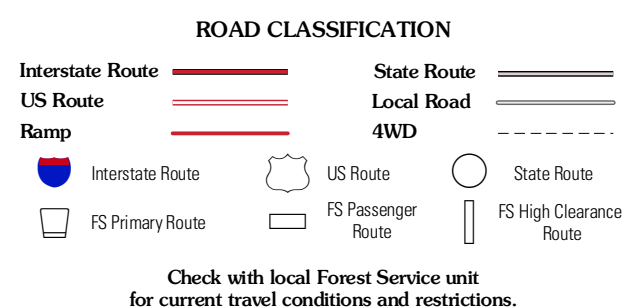 ROAD CLASSIFICATION
Interstate Route
State Route
US Route
Local Road
Ramp
4WD
Interstate Route
US Route
State Route
FS Primary Route
FS Passenger
Route
FS High Clearance
Route
Check with local Forest Service unit
for current travel conditions and restrictions.